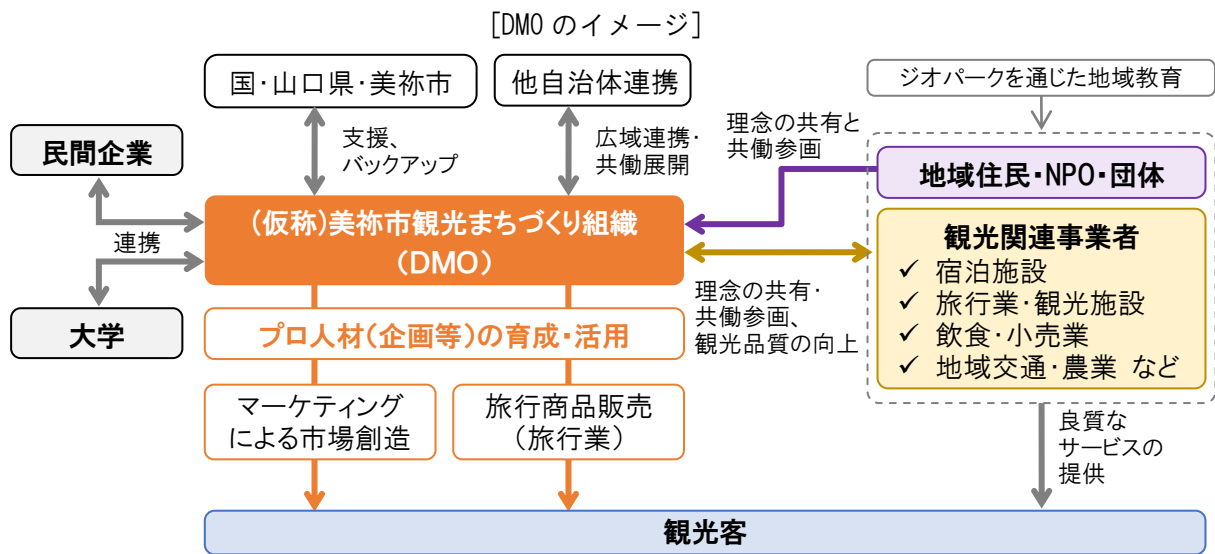 [DMO のイメージ]
国・山口県・美祢市
他自治体連携
ジオパークを通じた地域教育
支援、
バックアップ
広域連携・
共働展開
理念の共有と
共働参画
民間企業
地域住民・NPO・団体
(仮称)美祢市観光まちづくり組織
(DMO)
連携
観光関連事業者
✓ 宿泊施設
✓ 旅行業・観光施設
✓ 飲食・小売業
✓ 地域交通・農業 など
理念の共有・
共働参画、
観光品質の向上
大学
プロ人材(企画等)の育成・活用
マーケティング
による市場創造
旅行商品販売
(旅行業)
良質な
サービスの
提供
観光客